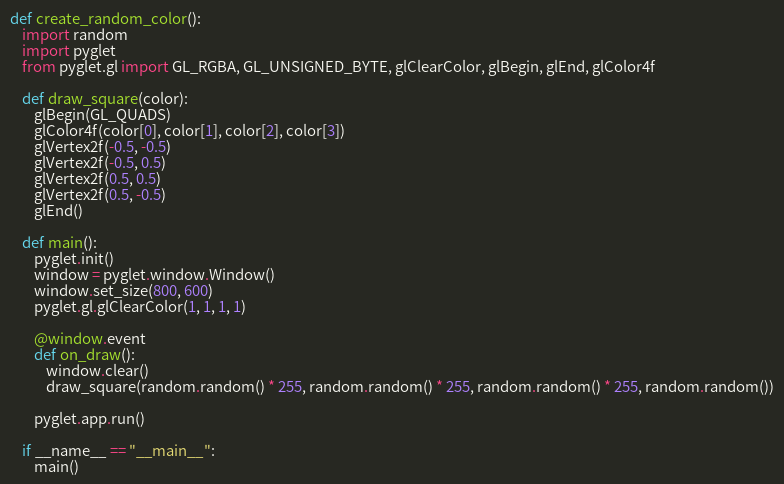 def create_random_color():
    import random
    import pyglet
    from pyglet.gl import GL_RGBA, GL_UNSIGNED_BYTE, glClearColor, glBegin, glEnd, glColor4f

    def draw_square(color):
        glBegin(GL_QUADS)
        glColor4f(color[0], color[1], color[2], color[3])
        glVertex2f(-0.5, -0.5)
        glVertex2f(-0.5, 0.5)
        glVertex2f(0.5, 0.5)
        glVertex2f(0.5, -0.5)
        glEnd()

    def main():
        pyglet.init()
        window = pyglet.window.Window()
        window.set_size(800, 600)
        pyglet.gl.glClearColor(1, 1, 1, 1)

        @window.event
        def on_draw():
            window.clear()
            draw_square(random.random() * 255, random.random() * 255, random.random() * 255, random.random())

        pyglet.app.run()

    if __name__ == "__main__":
        main()